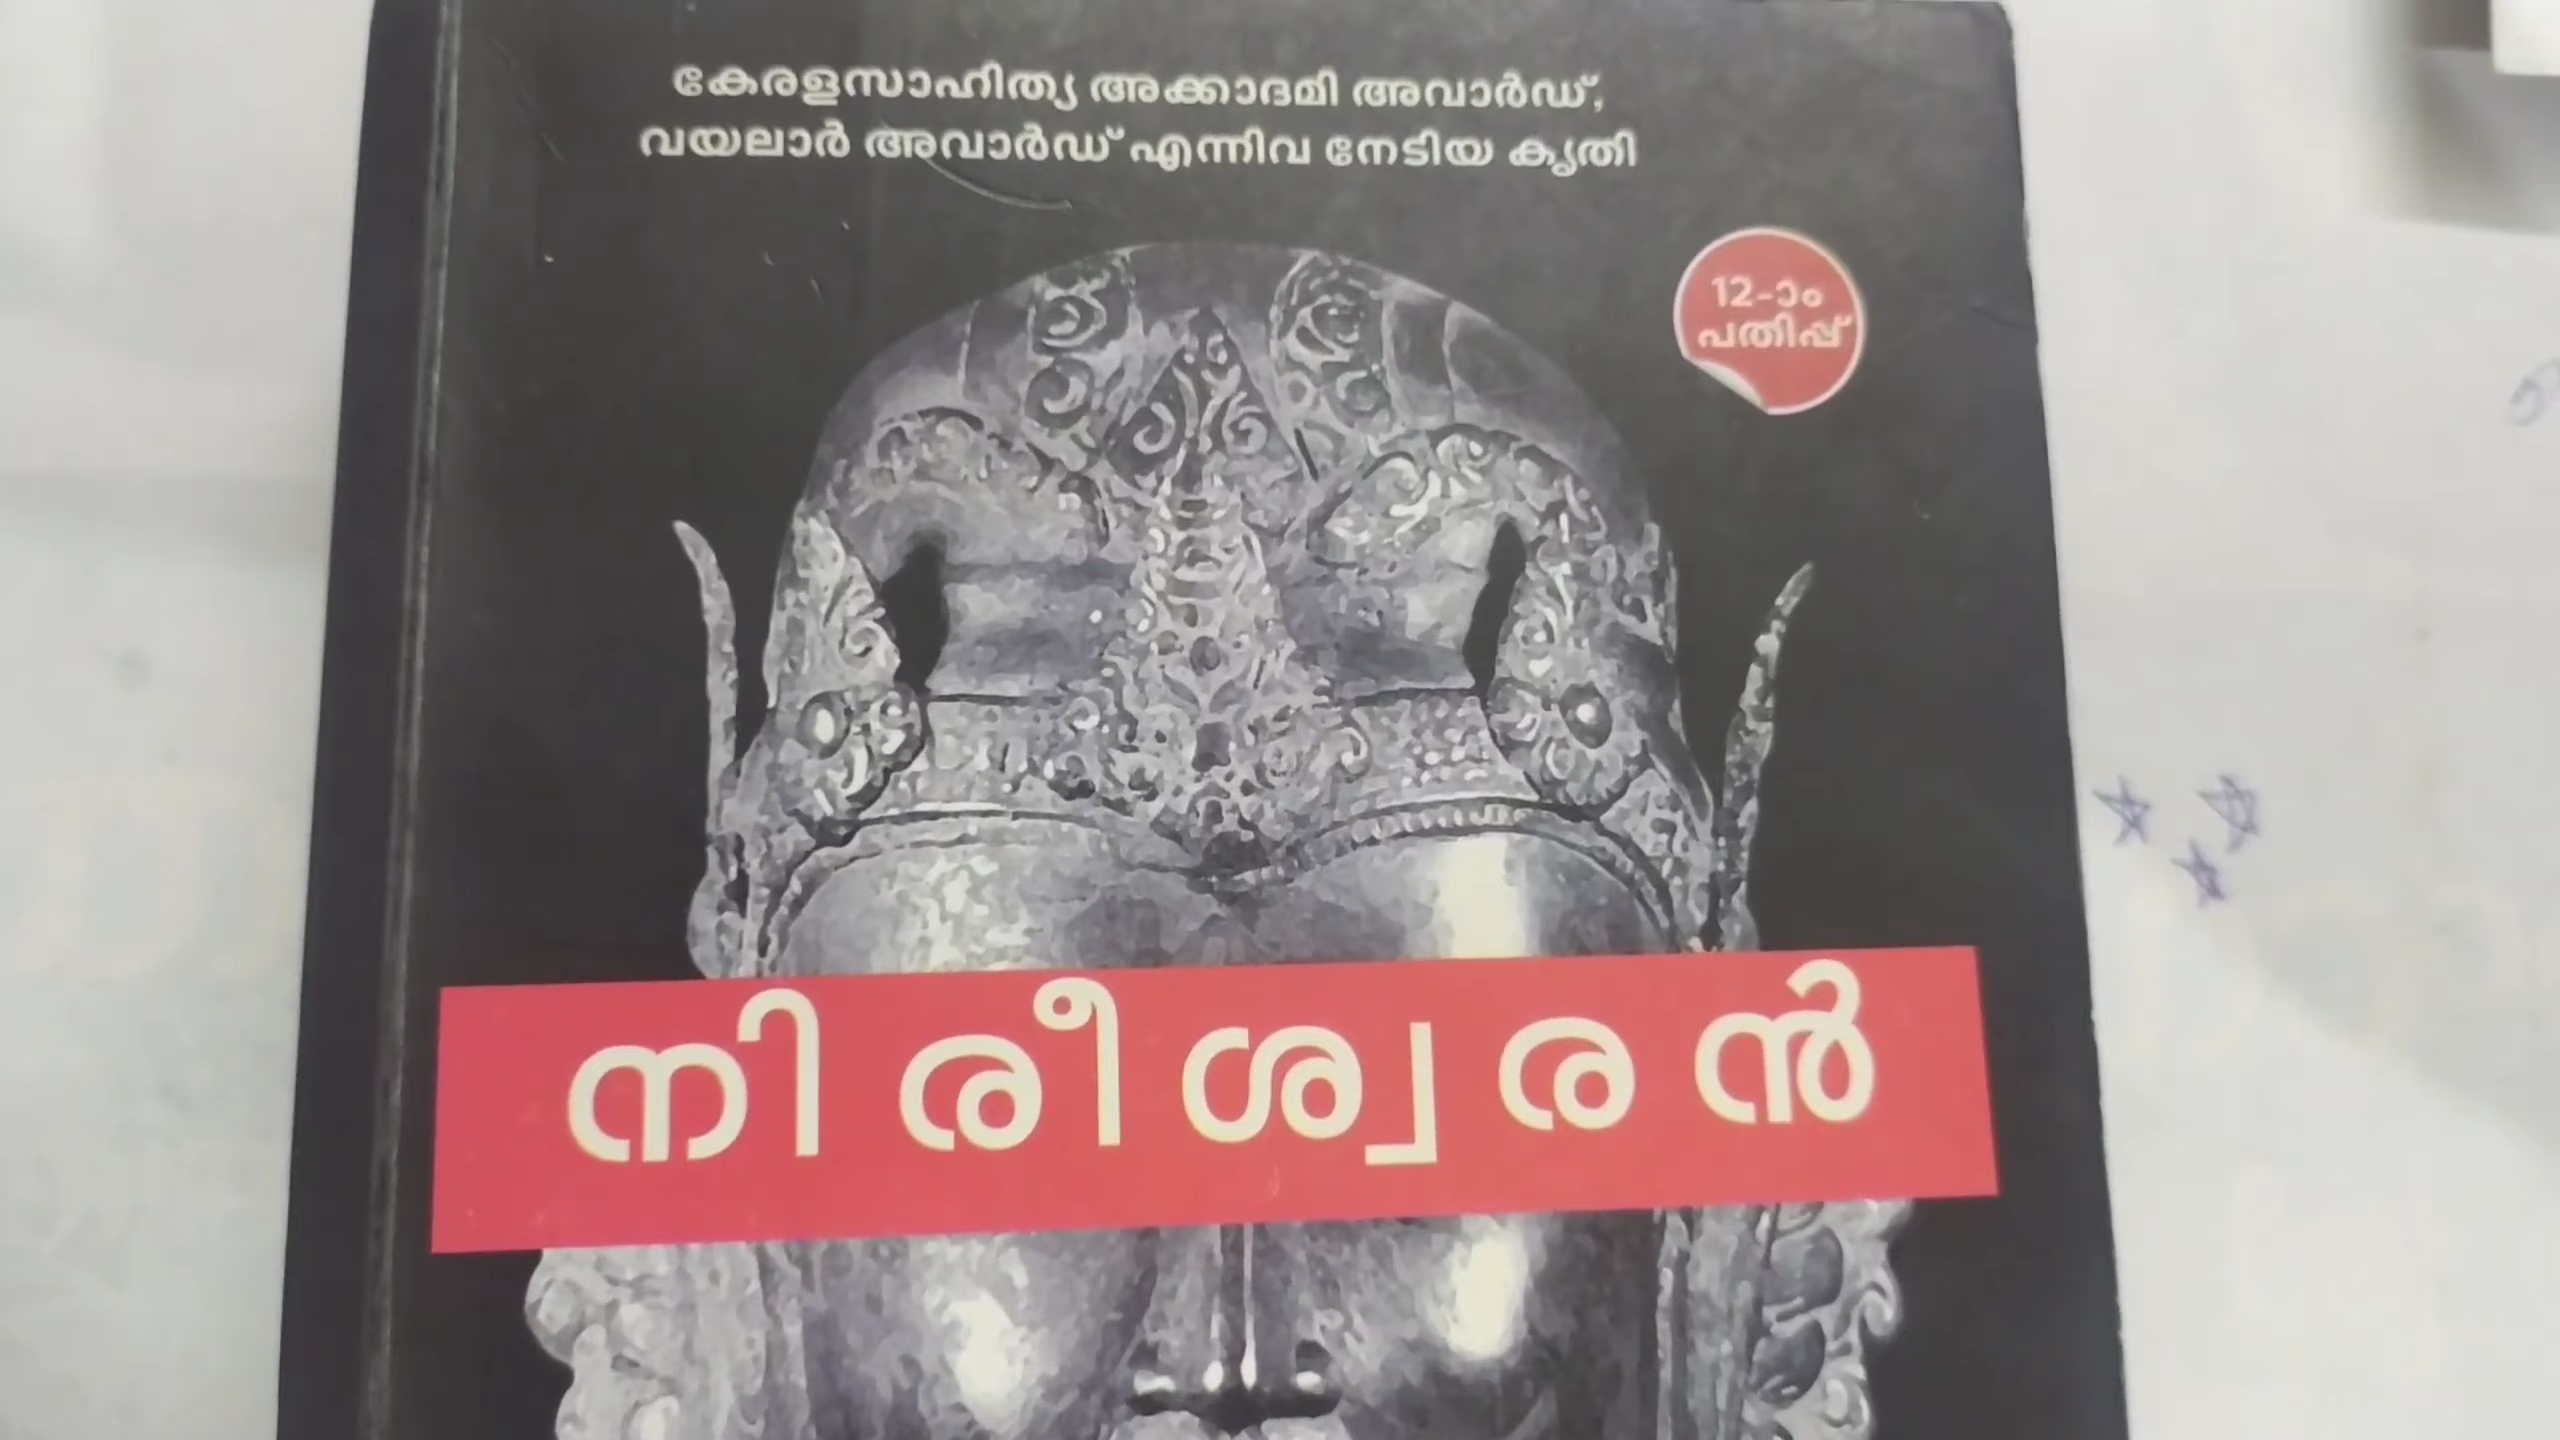 കേരളസാഹിത്യ അക്കാദമി അവാർഡ്,
വയലാർ അവാർഡ് എന്നിവ നേടിയ കൃതി
12-ാം
പതിപ്പ്
നിരീശ്വരൻ